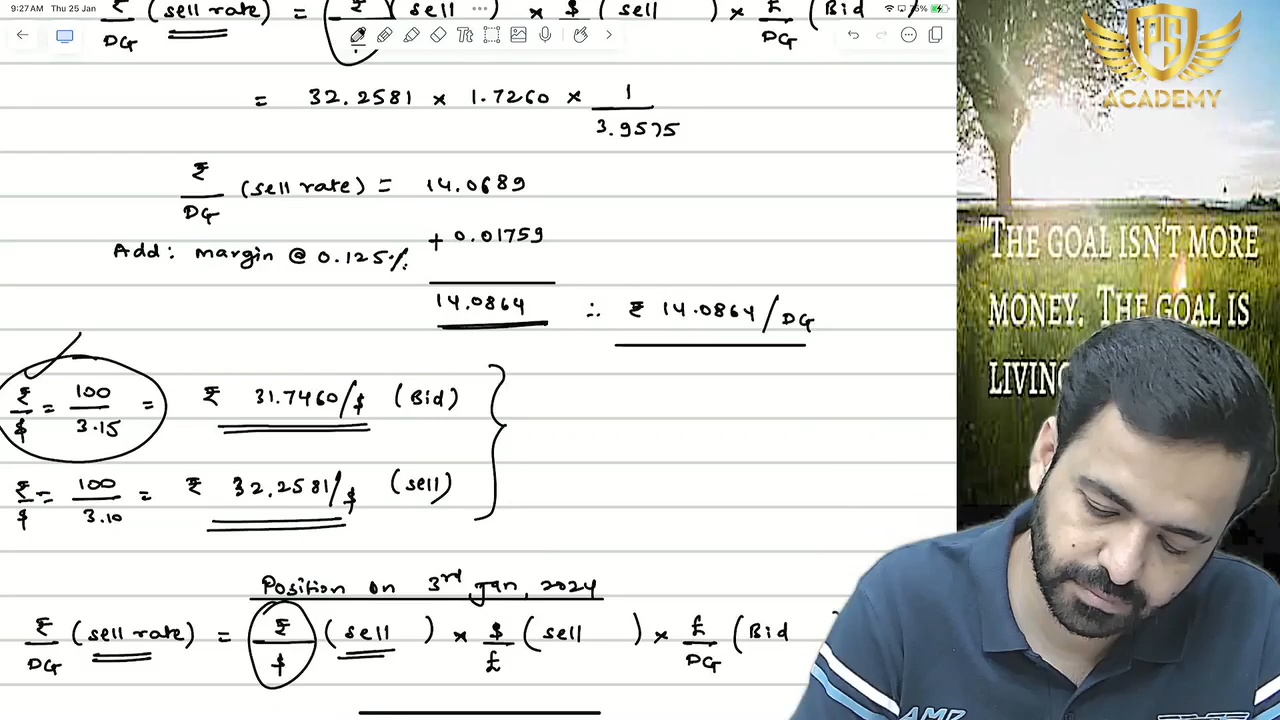 9:27 AM Thu 25 Jan
₹/DG (sell rate) = ₹ (sell ) × $ (sell ) × £/DG (Bid
= 32.2581 × 1.7260 × 1/3.9575
₹/DG (sell rate) = 14.0689
Add: margin @ 0.125%. + 0.01759
14.0864 ∴ ₹ 14.0864/DG
₹/$ = 100/3.15 = ₹ 31.7460/$ (Bid)
₹/$ = 100/3.10 = ₹ 32.2581/$ (sell)
Position on 3rd Jan, 2024
₹/DG (sell rate) = ₹/$ (sell ) × $/£ (sell ) × £/DG (Bid
PS
ACADEMY
"THE GOAL ISN'T MORE
MONEY. THE GOAL IS
LIVING